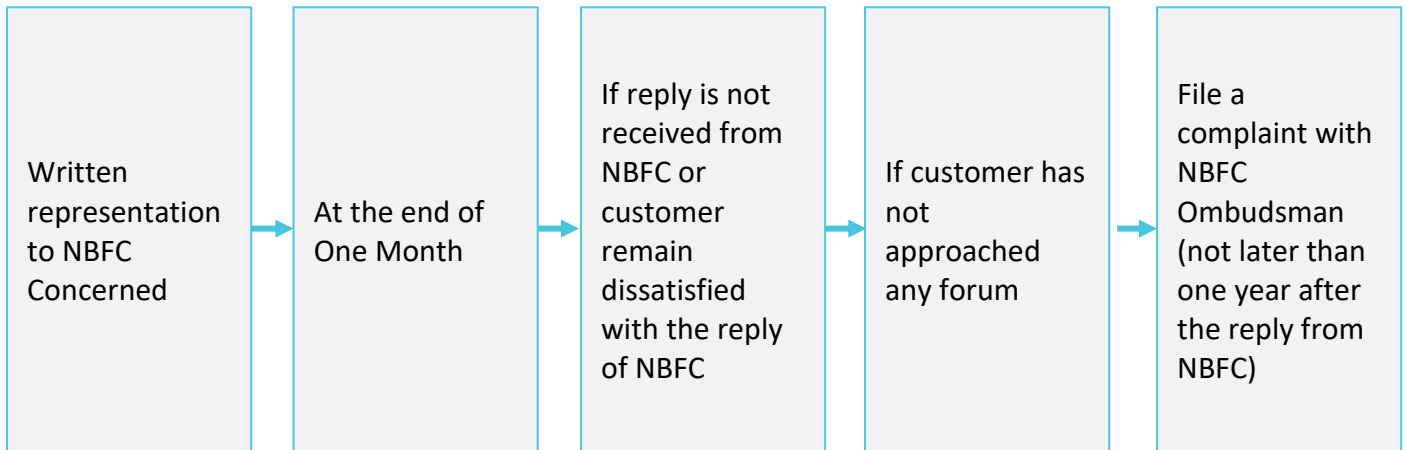 Written
representation
to NBFC
Concerned
At the end of
One Month
If reply is not
received from
NBFC or
customer
remain
dissatisfied
with the reply
of NBFC
If customer has
not
approached
any forum
File a
complaint with
NBFC
Ombudsman
(not later than
one year after
the reply from
NBFC)